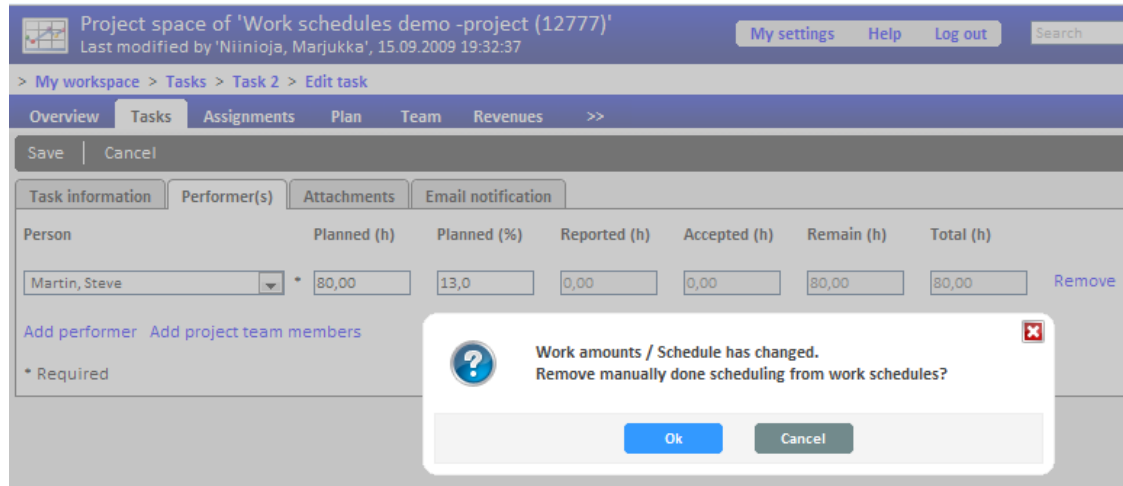 Project space of 'Work schedules demo -project (12777)'
Last modified by 'Niinioja, Marjukka', 15.09.2009 19:32:37
My settings Help Log out Search
> My workspace > Tasks > Task 2 > Edit task
Overview Tasks Assignments Plan Team Revenues >>
Save | Cancel
Task information Performer(s) Attachments Email notification
Person Planned (h) Planned (%) Reported (h) Accepted (h) Remain (h) Total (h)
Martin, Steve * 80,00 13,0 0,00 0,00 80,00 80,00 Remove
Add performer Add project team members
* Required
Work amounts / Schedule has changed.
Remove manually done scheduling from work schedules?
Ok Cancel